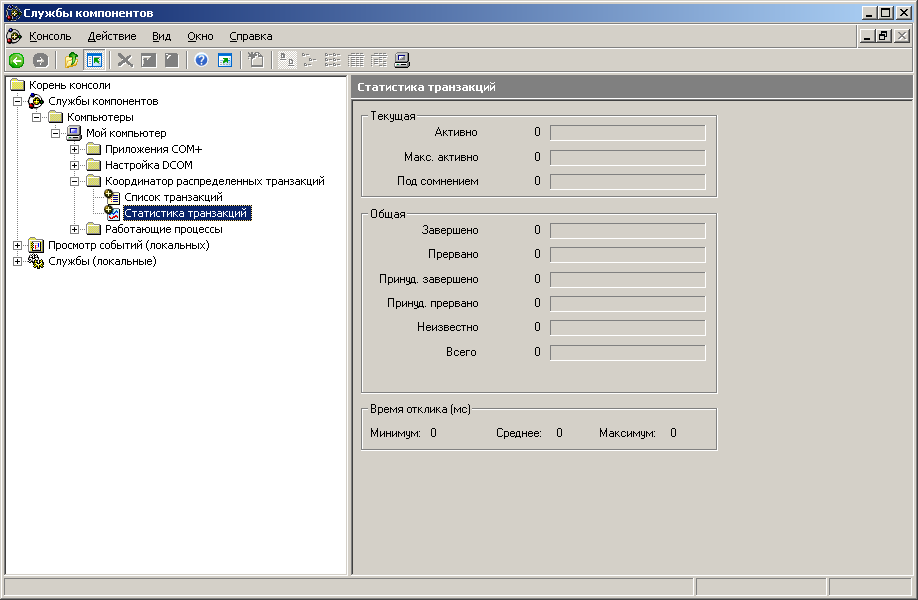 Службы компонентов
Консоль Действие Вид Окно Справка
Корень консоли
Службы компонентов
Компьютеры
Мой компьютер
Приложения COM+
Настройка DCOM
Координатор распределенных транзакций
Список транзакций
Статистика транзакций
Работающие процессы
Просмотр событий (локальных)
Службы (локальные)
Статистика транзакций
Текущая
Активно 0
Макс. активно 0
Под сомнением 0
Общая
Завершено 0
Прервано 0
Принуд. завершено 0
Принуд. прервано 0
Неизвестно 0
Всего 0
Время отклика (мс)
Минимум: 0 Среднее: 0 Максимум: 0